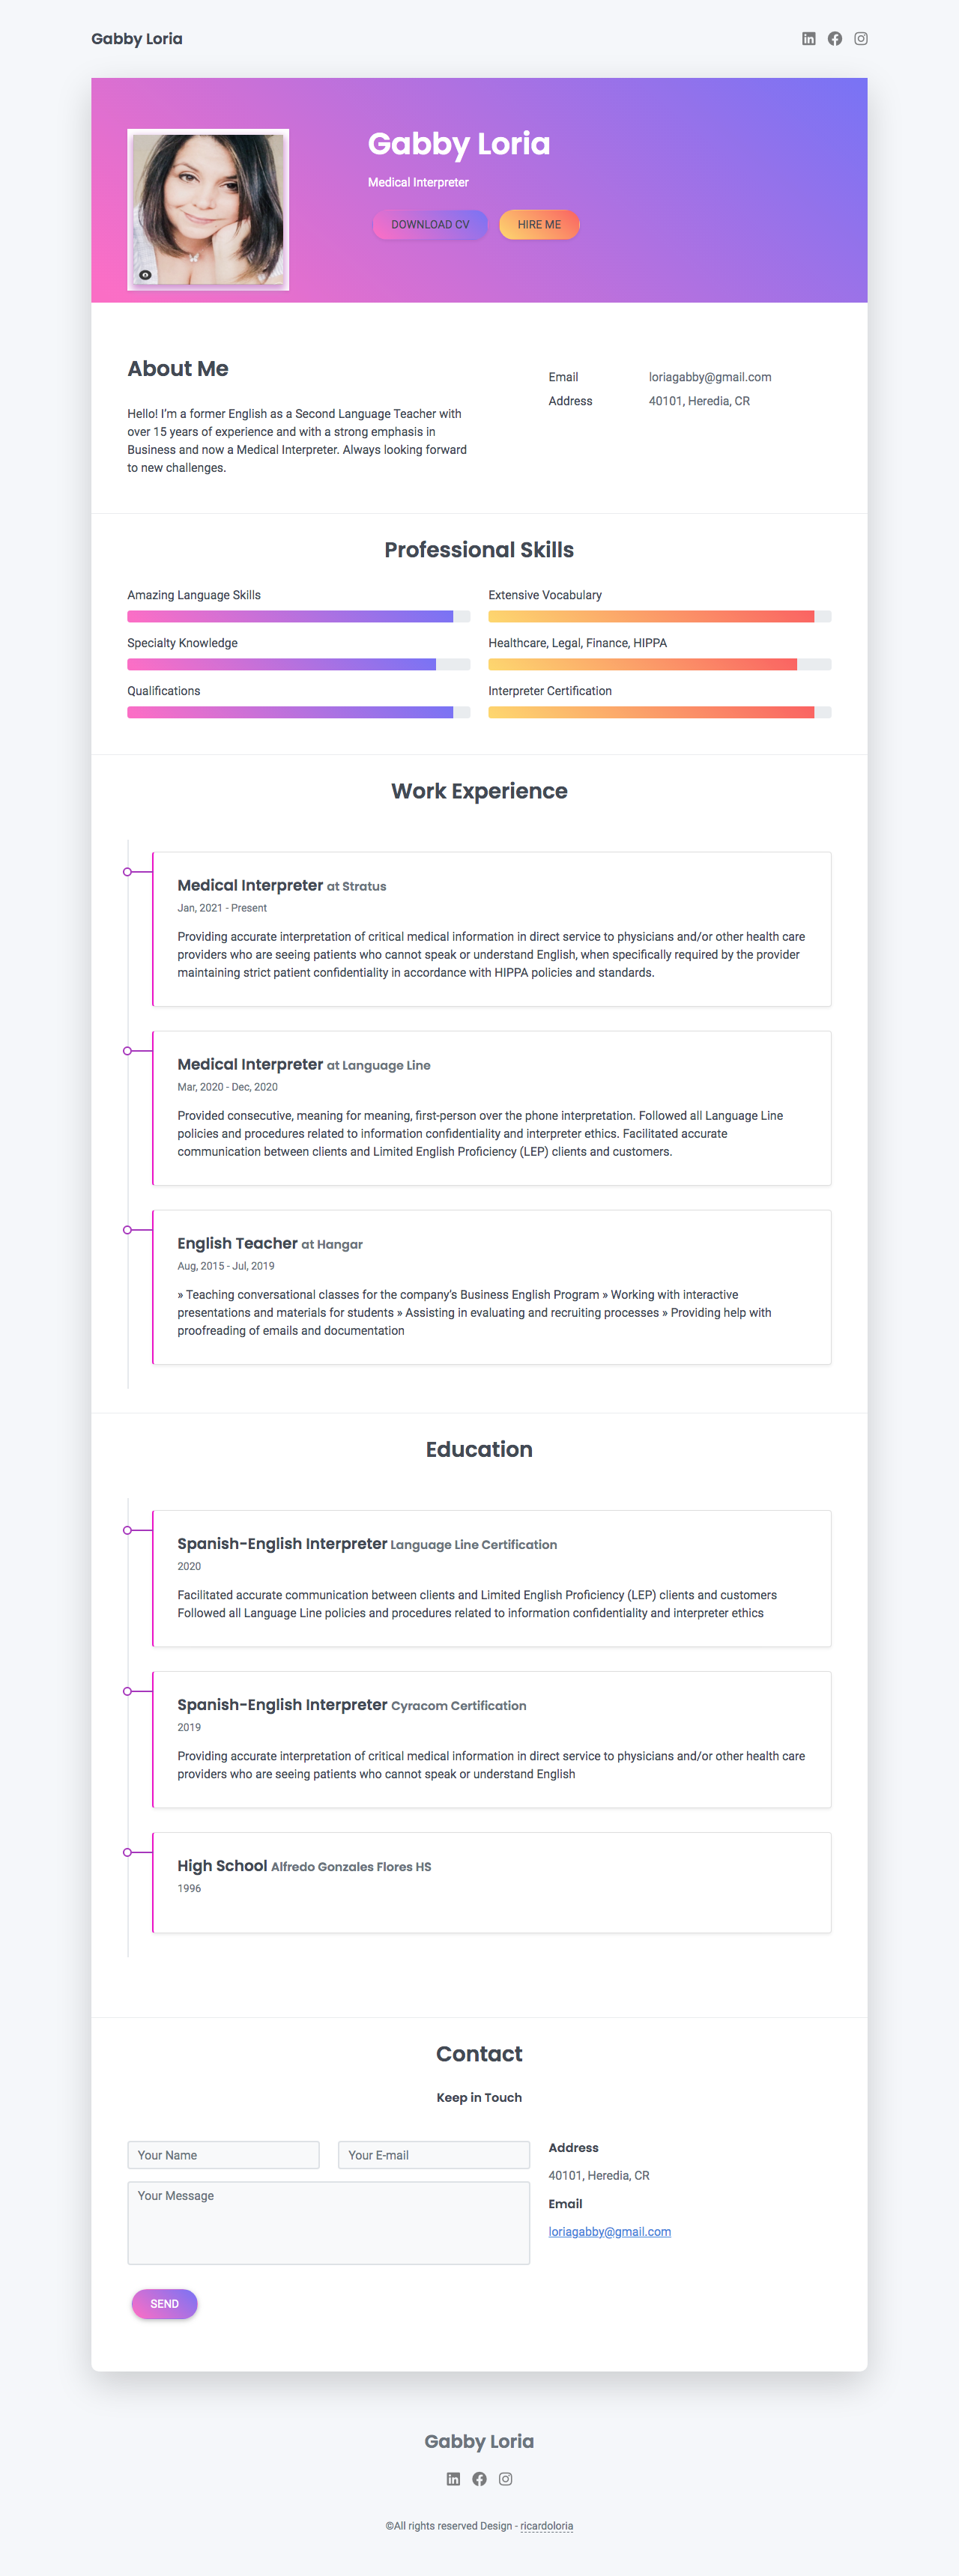 Gabby Loria
Gabby Loria
Medical Interpreter
DOWNLOAD CV
HIRE ME
About Me
Hello! I'm a former English as a Second Language Teacher with
over 15 years of experience and with a strong emphasis in
Business and now a Medical Interpreter. Always looking forward
to new challenges.
Email loriagabby@gmail.com
Address 40101, Heredia, CR
Professional Skills
Amazing Language Skills
Extensive Vocabulary
Specialty Knowledge
Healthcare, Legal, Finance, HIPPA
Qualifications
Interpreter Certification
Work Experience
Medical Interpreter at Stratus
Jan, 2021 - Present
Providing accurate interpretation of critical medical information in direct service to physicians and/or other health care
providers who are seeing patients who cannot speak or understand English, when specifically required by the provider
maintaining strict patient confidentiality in accordance with HIPPA policies and standards.
Medical Interpreter at Language Line
Mar, 2020 - Dec, 2020
Provided consecutive, meaning for meaning, first-person over the phone interpretation. Followed all Language Line
policies and procedures related to information confidentiality and interpreter ethics. Facilitated accurate
communication between clients and Limited English Proficiency (LEP) clients and customers.
English Teacher at Hangar
Aug, 2015 - Jul, 2019
» Teaching conversational classes for the company's Business English Program » Working with interactive
presentations and materials for students » Assisting in evaluating and recruiting processes » Providing help with
proofreading of emails and documentation
Education
Spanish-English Interpreter Language Line Certification
2020
Facilitated accurate communication between clients and Limited English Proficiency (LEP) clients and customers
Followed all Language Line policies and procedures related to information confidentiality and interpreter ethics
Spanish-English Interpreter Cyracom Certification
2019
Providing accurate interpretation of critical medical information in direct service to physicians and/or other health care
providers who are seeing patients who cannot speak or understand English
High School Alfredo Gonzales Flores HS
1996
Contact
Keep in Touch
Your Name
Your E-mail
Your Message
SEND
Address
40101, Heredia, CR
Email
loriagabby@gmail.com
Gabby Loria
©All rights reserved Design - ricardoloria